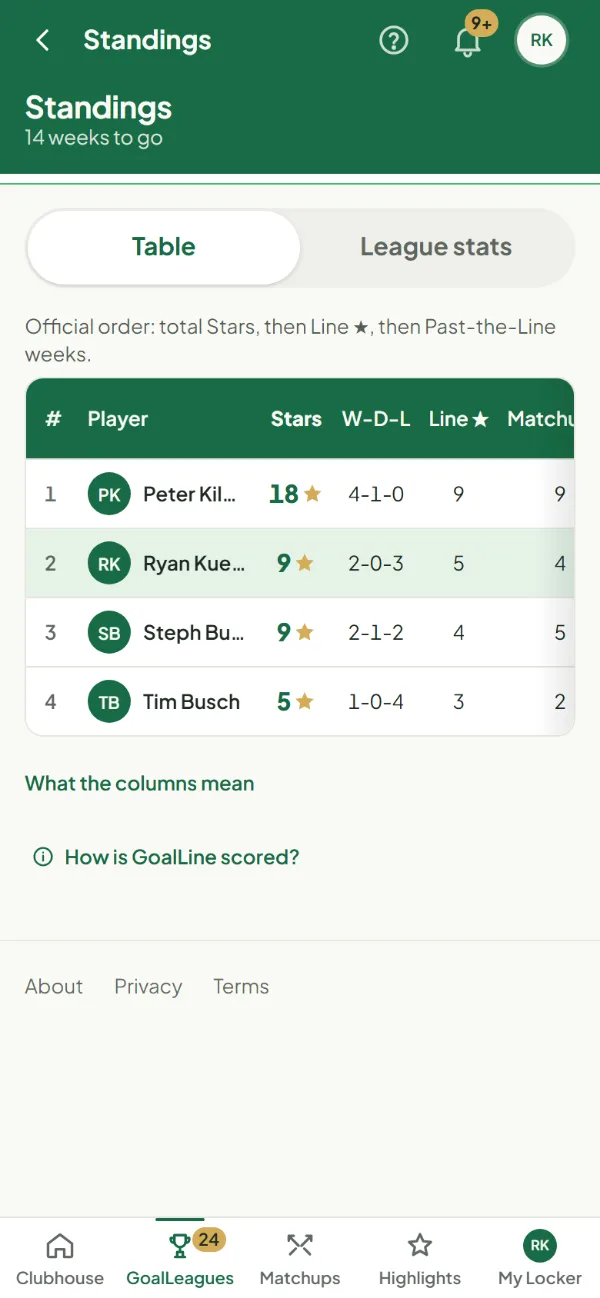 Standings
9+
RK
Standings
14 weeks to go
Table
League stats
Official order: total Stars, then Line ★, then Past-the-Line
weeks.
# Player Stars W-D-L Line ★ Matchu
1 PK Peter Kil... 18 ★ 4-1-0 9 9
2 RK Ryan Kue... 9 ★ 2-0-3 5 4
3 SB Steph Bu... 9 ★ 2-1-2 4 5
4 TB Tim Busch 5 ★ 1-0-4 3 2
What the columns mean
How is GoalLine scored?
About Privacy Terms
24
RK
Clubhouse GoalLeagues Matchups Highlights My Locker